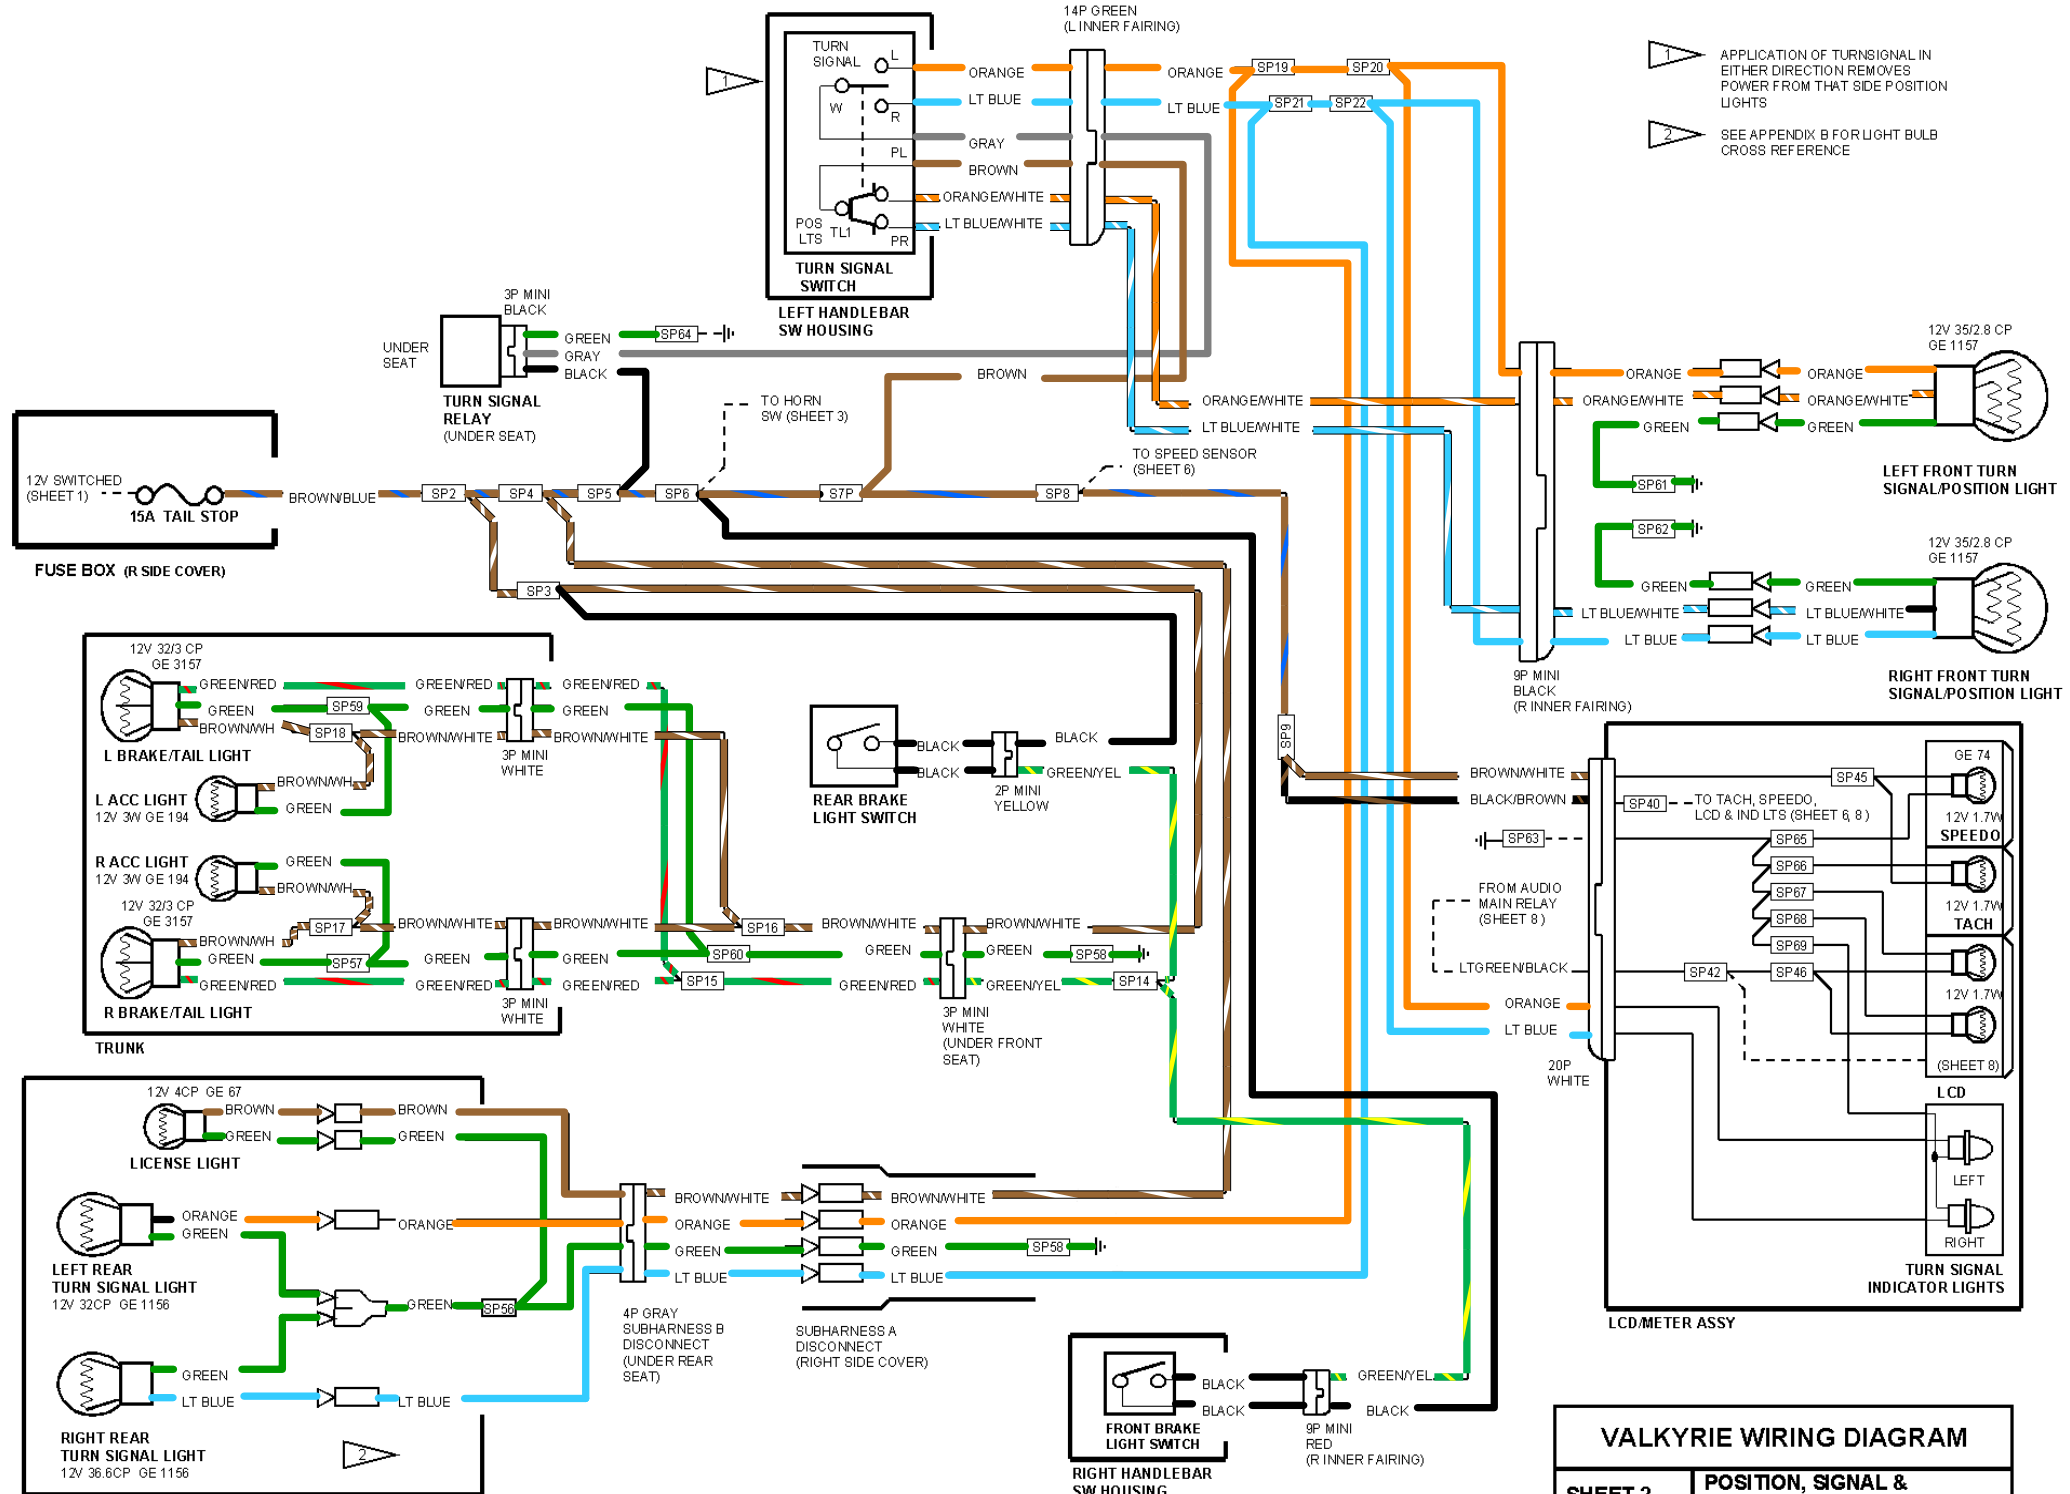 14P GREEN
(L INNER FAIRING)
TURN
SIGNAL
L
W
R
PL
POS
LTS
TL1
PR
TURN SIGNAL
SWITCH
LEFT HANDLEBAR
SW HOUSING
1
ORANGE
LT BLUE
GRAY
BROWN
ORANGE/WHITE
LT BLUE/WHITE
ORANGE
LT BLUE
SP19
SP20
SP21
SP22
1
APPLICATION OF TURNSIGNAL IN
EITHER DIRECTION REMOVES
POWER FROM THAT SIDE POSITION
LIGHTS
2
SEE APPENDIX B FOR LIGHT BULB
CROSS REFERENCE
3P MINI
BLACK
UNDER
SEAT
GREEN
GRAY
BLACK
SP64
TURN SIGNAL
RELAY
(UNDER SEAT)
BROWN
TO HORN
SW (SHEET 3)
ORANGE/WHITE
LT BLUE/WHITE
TO SPEED SENSOR
(SHEET 6)
12V SWITCHED
(SHEET 1)
15A TAIL STOP
FUSE BOX (R SIDE COVER)
BROWN/BLUE
SP2
SP4
SP5
SP6
S7P
SP8
SP3
12V 35/2.8 CP
GE 1157
ORANGE
ORANGE
ORANGE/WHITE
ORANGE/WHITE
GREEN
GREEN
SP61
LEFT FRONT TURN
SIGNAL/POSITION LIGHT
SP62
12V 35/2.8 CP
GE 1157
GREEN
GREEN
LT BLUE/WHITE
LT BLUE/WHITE
LT BLUE
LT BLUE
RIGHT FRONT TURN
SIGNAL/POSITION LIGHT
9P MINI
BLACK
(R INNER FAIRING)
12V 32/3 CP
GE 3157
GREEN/RED
GREEN/RED
GREEN/RED
GREEN
SP59
GREEN
GREEN
BROWN/WH
SP18
BROWN/WHITE
BROWN/WHITE
L BRAKE/TAIL LIGHT
3P MINI
WHITE
BROWN/WH
L ACC LIGHT
12V 3W GE 194
GREEN
R ACC LIGHT
12V 3W GE 194
GREEN
BROWN/WH
12V 32/3 CP
GE 3157
BROWN/WH
SP17
BROWN/WHITE
BROWN/WHITE
GREEN
SP57
GREEN
GREEN
GREEN/RED
GREEN/RED
GREEN/RED
R BRAKE/TAIL LIGHT
3P MINI
WHITE
TRUNK
REAR BRAKE
LIGHT SWITCH
BLACK
BLACK
BLACK
GREEN/YEL
2P MINI
YELLOW
SP16
BROWN/WHITE
BROWN/WHITE
SP60
GREEN
GREEN
SP58
SP15
GREEN/RED
GREEN/YEL
SP14
3P MINI
WHITE
(UNDER FRONT
SEAT)
SP9
BROWN/WHITE
BLACK/BROWN
SP63
FROM AUDIO
MAIN RELAY
(SHEET 8 )
LTGREEN/BLACK
ORANGE
LT BLUE
20P
WHITE
SP45
SP40
TO TACH, SPEEDO,
LCD & IND LTS (SHEET 6, 8 )
SP65
SP66
SP67
SP68
SP69
SP42
SP46
GE 74
12V 1.7W
SPEEDO
12V 1.7W
TACH
12V 1.7W
(SHEET 8)
LCD
LEFT
RIGHT
TURN SIGNAL
INDICATOR LIGHTS
LCD/METER ASSY
12V 4CP GE 67
BROWN
BROWN
GREEN
GREEN
LICENSE LIGHT
ORANGE
ORANGE
GREEN
LEFT REAR
TURN SIGNAL LIGHT
12V 32CP GE 1156
GREEN
SP56
GREEN
LT BLUE
LT BLUE
RIGHT REAR
TURN SIGNAL LIGHT
12V 36.6CP GE 1156
2
BROWN/WHITE
BROWN/WHITE
ORANGE
ORANGE
GREEN
GREEN
SP58
LT BLUE
LT BLUE
4P GRAY
SUBHARNESS B
DISCONNECT
(UNDER REAR
SEAT)
SUBHARNESS A
DISCONNECT
(RIGHT SIDE COVER)
FRONT BRAKE
LIGHT SWITCH
BLACK
BLACK
GREEN/YEL
BLACK
9P MINI
RED
(R INNER FAIRING)
RIGHT HANDLEBAR
SW HOUSING
VALKYRIE WIRING DIAGRAM
SHEET 2
POSITION, SIGNAL &